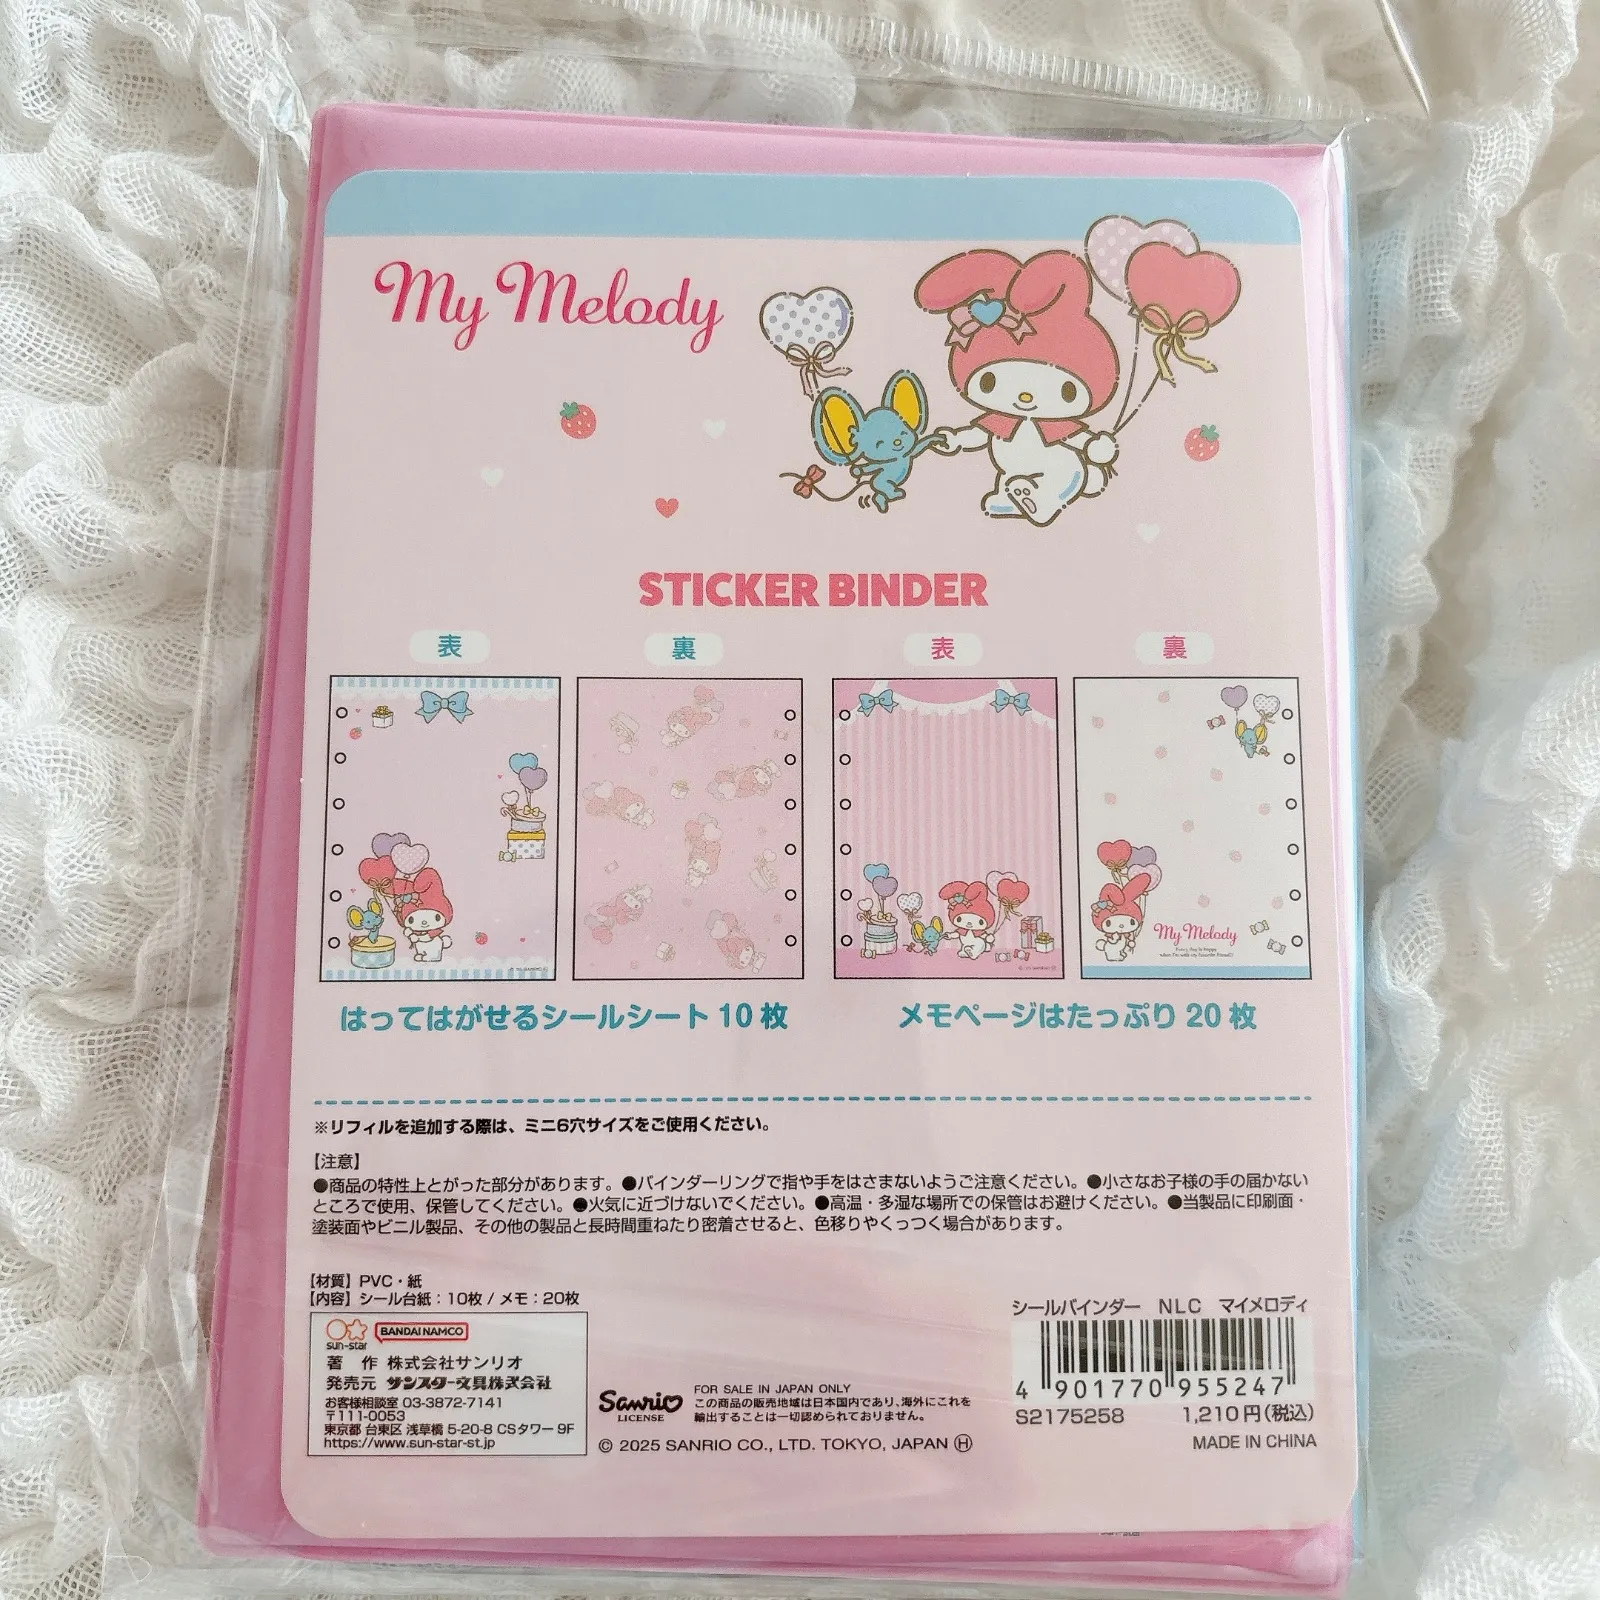 My Melody
STICKER BINDER
表
裏
表
裏
My Melody
はってはがせるシールシート10枚
メモページはたっぷり20枚
※リフィルを追加する際は、ミニ6穴サイズをご使用ください。
【注意】
●商品の特性上とがった部分があります。●バインダーリングで指や手をはさまないようご注意ください。●小さなお子様の手の届かない
ところで使用、保管してください。●火気に近づけないでください。●高温・多湿な場所での保管はお避けください。●当製品に印刷面・
塗装面やビニル製品、その他の製品と長時間重ねたり密着させると、色移りやくっつく場合があります。
【材質】PVC・紙
【内容】シール台紙：10枚 / メモ：20枚
sun-star
BANDAI NAMCO
著 作 株式会社サンリオ
発売元 サンスター文具株式会社
お客様相談室 03-3872-7141
〒111-0053
東京都 台東区 浅草橋 5-20-8 CSタワー 9F
https://www.sun-star-st.jp
Sanrio
LICENSE
FOR SALE IN JAPAN ONLY
この商品の販売地域は日本国内であり、海外にこれを
輸出することは一切認められておりません。
© 2025 SANRIO CO., LTD. TOKYO, JAPAN Ⓗ
シールバインダー NLC マイメロディ
4 901770 955247
S2175258 1,210円(税込)
MADE IN CHINA